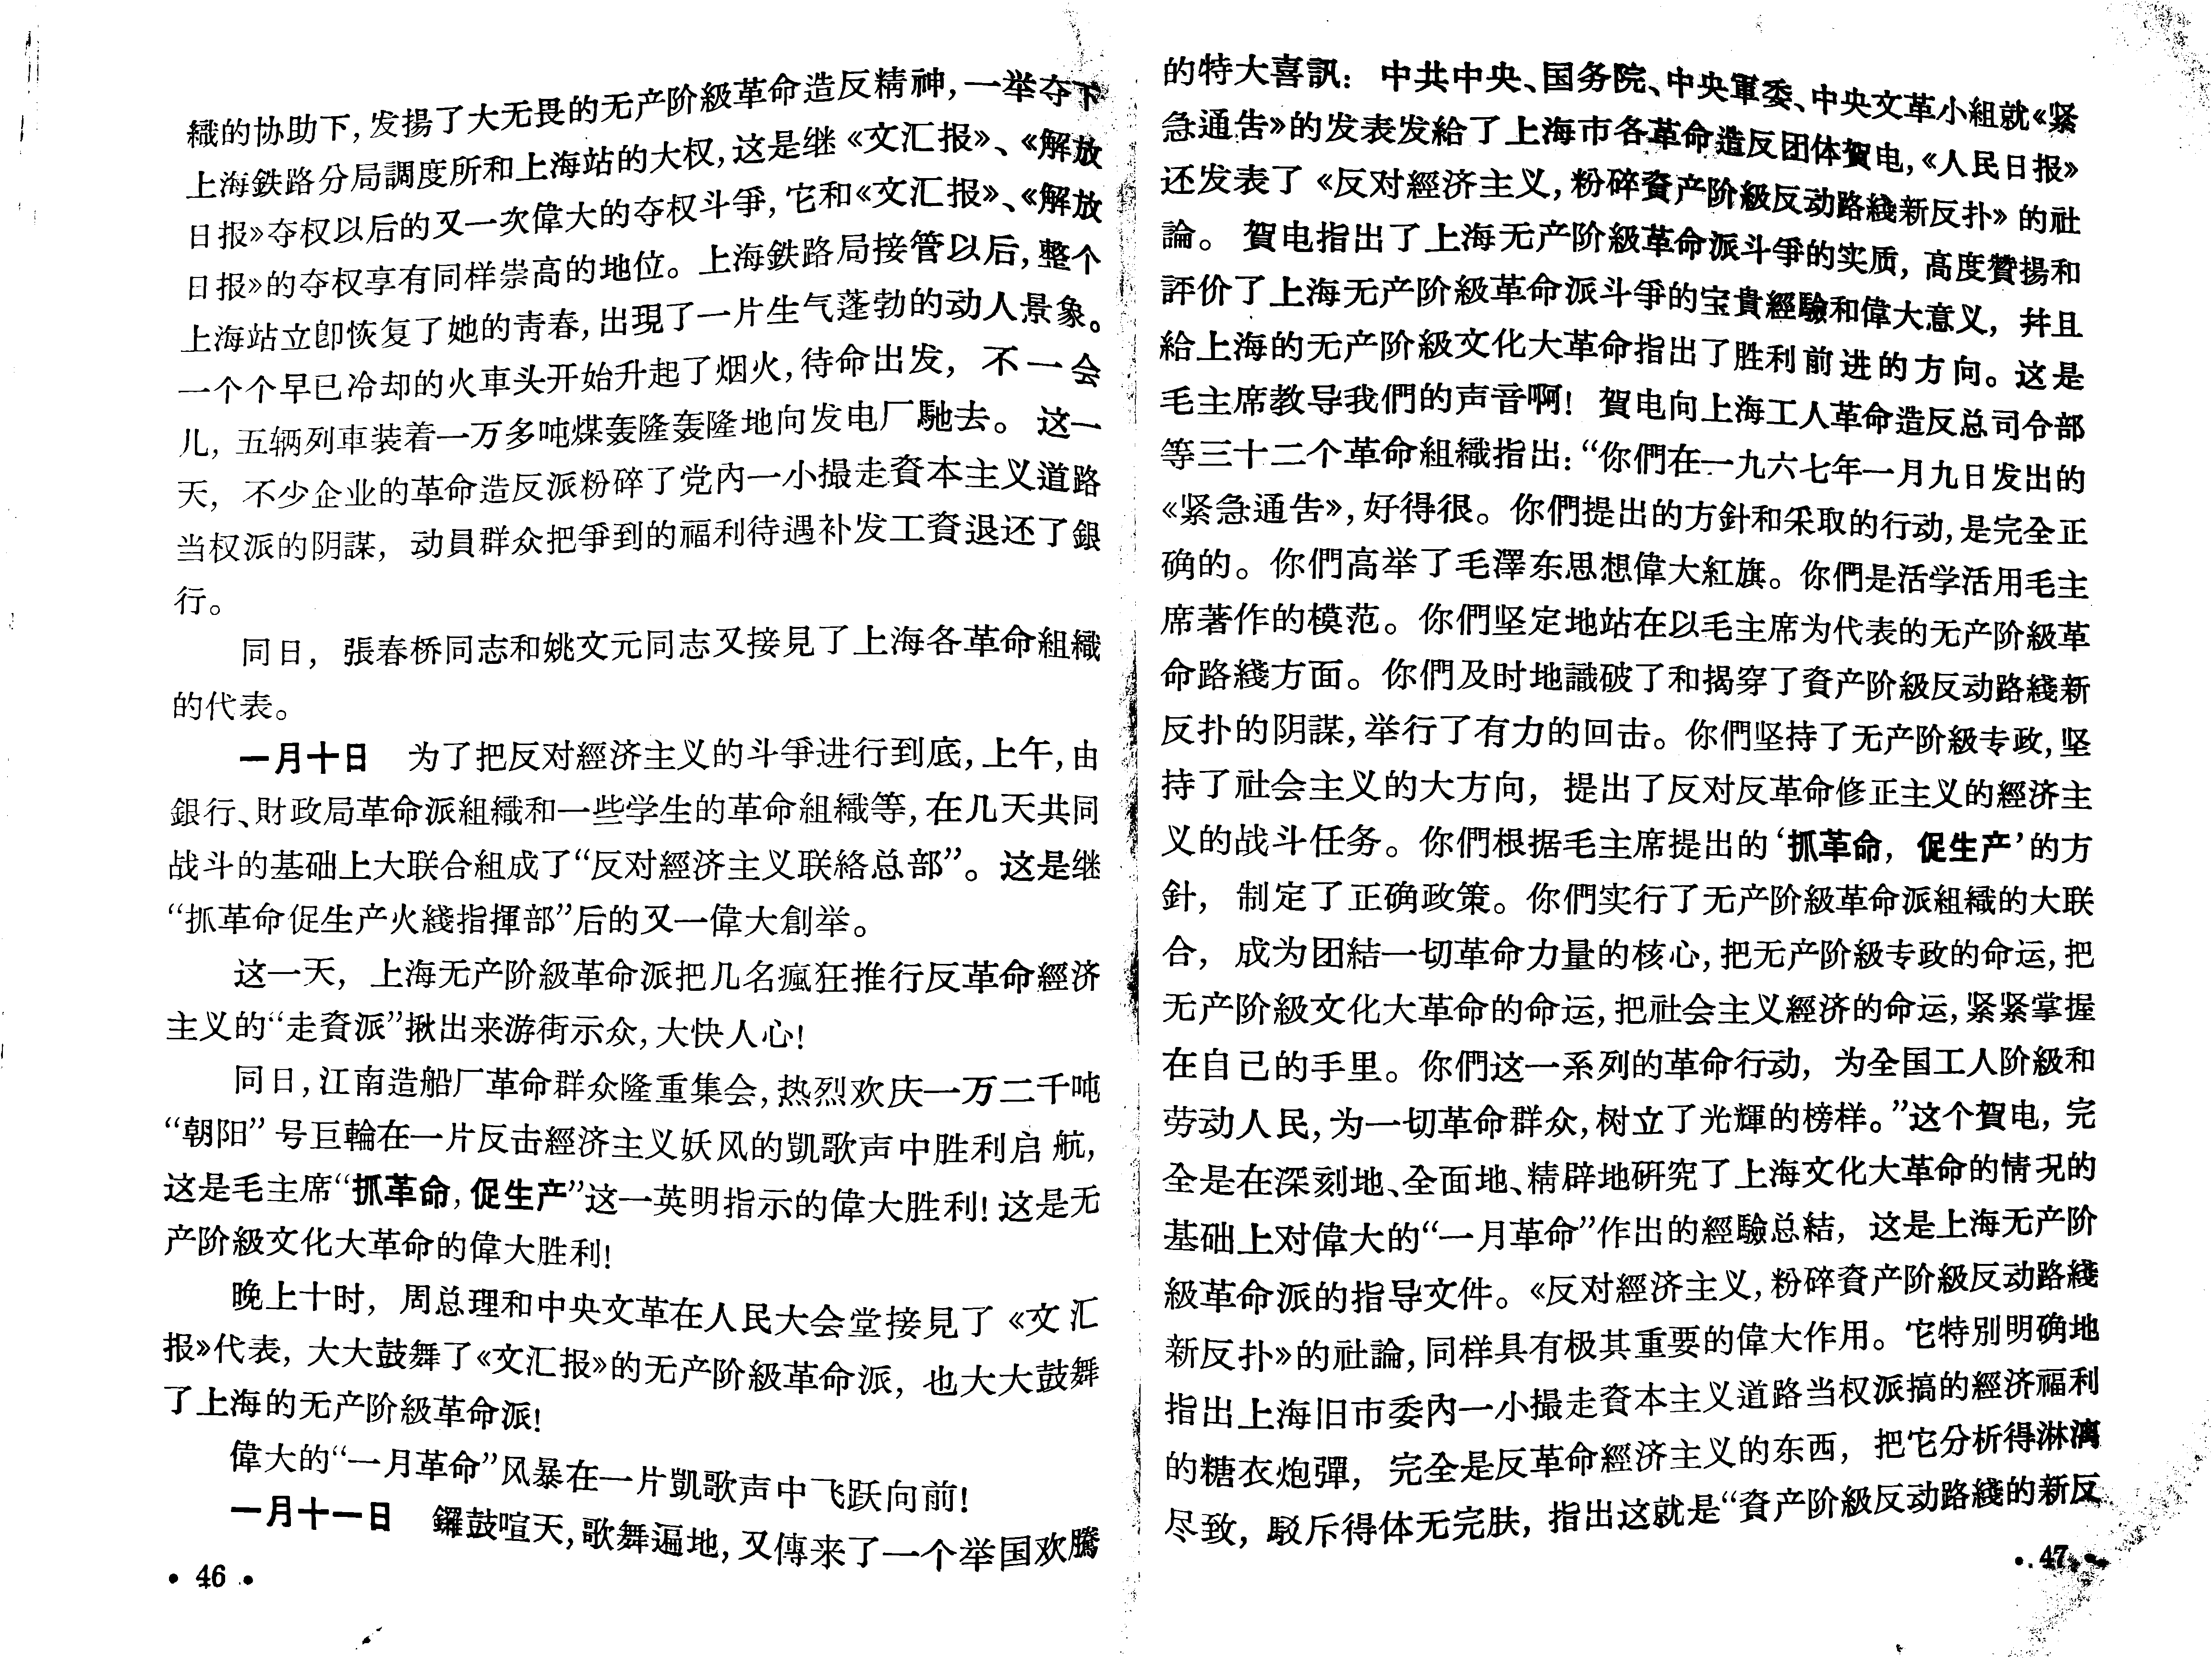 織的协助下，发揚了大无畏的无产阶級革命造反精神，一举夺下
上海鉄路分局調度所和上海站的大权，这是继《文汇报》、《解放
日报》夺权以后的又一次偉大的夺权斗爭，它和《文汇报》、《解放
日报》的夺权享有同样崇高的地位。上海鉄路局接管以后，整个
上海站立卽恢复了她的青春，出現了一片生气蓬勃的动人景象。
一个个早已冷却的火車头开始升起了烟火，待命出发，不一会
儿，五辆列車装着一万多吨煤轰隆轰隆地向发电厂馳去。这一
天，不少企业的革命造反派粉碎了党內一小撮走資本主义道路
当权派的阴謀，动員群众把爭到的福利待遇补发工資退还了銀
行。
同日，張春桥同志和姚文元同志又接見了上海各革命組織
的代表。
一月十日　为了把反对經济主义的斗爭进行到底，上午，由
銀行、財政局革命派組織和一些学生的革命組織等，在几天共同
战斗的基础上大联合組成了“反对經济主义联絡总部”。这是继
“抓革命促生产火綫指揮部”后的又一偉大創举。
这一天，上海无产阶級革命派把几名瘋狂推行反革命經济
主义的“走資派”揪出来游街示众，大快人心！
同日，江南造船厂革命群众隆重集会，热烈欢庆一万二千吨
“朝阳”号巨輪在一片反击經济主义妖风的凱歌声中胜利启航，
这是毛主席“抓革命，促生产”这一英明指示的偉大胜利！这是无
产阶級文化大革命的偉大胜利！
晚上十时，周总理和中央文革在人民大会堂接見了《文汇
报》代表，大大鼓舞了《文汇报》的无产阶級革命派，也大大鼓舞
了上海的无产阶級革命派！
偉大的“一月革命”风暴在一片凱歌声中飞跃向前！
一月十一日　鑼鼓喧天，歌舞遍地，又傳来了一个举国欢騰
• 46 •
的特大喜訊：中共中央、国务院、中央軍委、中央文革小組就《紧
急通告》的发表发給了上海市各革命造反团体賀电，《人民日报》
还发表了《反对經济主义，粉碎資产阶級反动路綫新反扑》的社
論。賀电指出了上海无产阶級革命派斗爭的实质，高度贊揚和
評价了上海无产阶級革命派斗爭的宝貴經驗和偉大意义，幷且
給上海的无产阶級文化大革命指出了胜利前进的方向。这是
毛主席教导我們的声音啊！賀电向上海工人革命造反总司令部
等三十二个革命組織指出：“你們在一九六七年一月九日发出的
《紧急通告》，好得很。你們提出的方針和采取的行动，是完全正
确的。你們高举了毛澤东思想偉大紅旗。你們是活学活用毛主
席著作的模范。你們坚定地站在以毛主席为代表的无产阶級革
命路綫方面。你們及时地識破了和揭穿了資产阶級反动路綫新
反扑的阴謀，举行了有力的回击。你們坚持了无产阶級专政，坚
持了社会主义的大方向，提出了反对反革命修正主义的經济主
义的战斗任务。你們根据毛主席提出的‘抓革命，促生产’的方
針，制定了正确政策。你們实行了无产阶級革命派組織的大联
合，成为团結一切革命力量的核心，把无产阶級专政的命运，把
无产阶級文化大革命的命运，把社会主义經济的命运，紧紧掌握
在自己的手里。你們这一系列的革命行动，为全国工人阶級和
劳动人民，为一切革命群众，树立了光輝的榜样。”这个賀电，完
全是在深刻地、全面地、精辟地研究了上海文化大革命的情况的
基础上对偉大的“一月革命”作出的經驗总結，这是上海无产阶
級革命派的指导文件。《反对經济主义，粉碎資产阶級反动路綫
新反扑》的社論，同样具有极其重要的偉大作用。它特別明确地
指出上海旧市委內一小撮走資本主义道路当权派搞的經济福利
的糖衣炮彈，完全是反革命經济主义的东西，把它分析得淋漓
尽致，駁斥得体无完肤，指出这就是“資产阶級反动路綫的新反
• 47 •